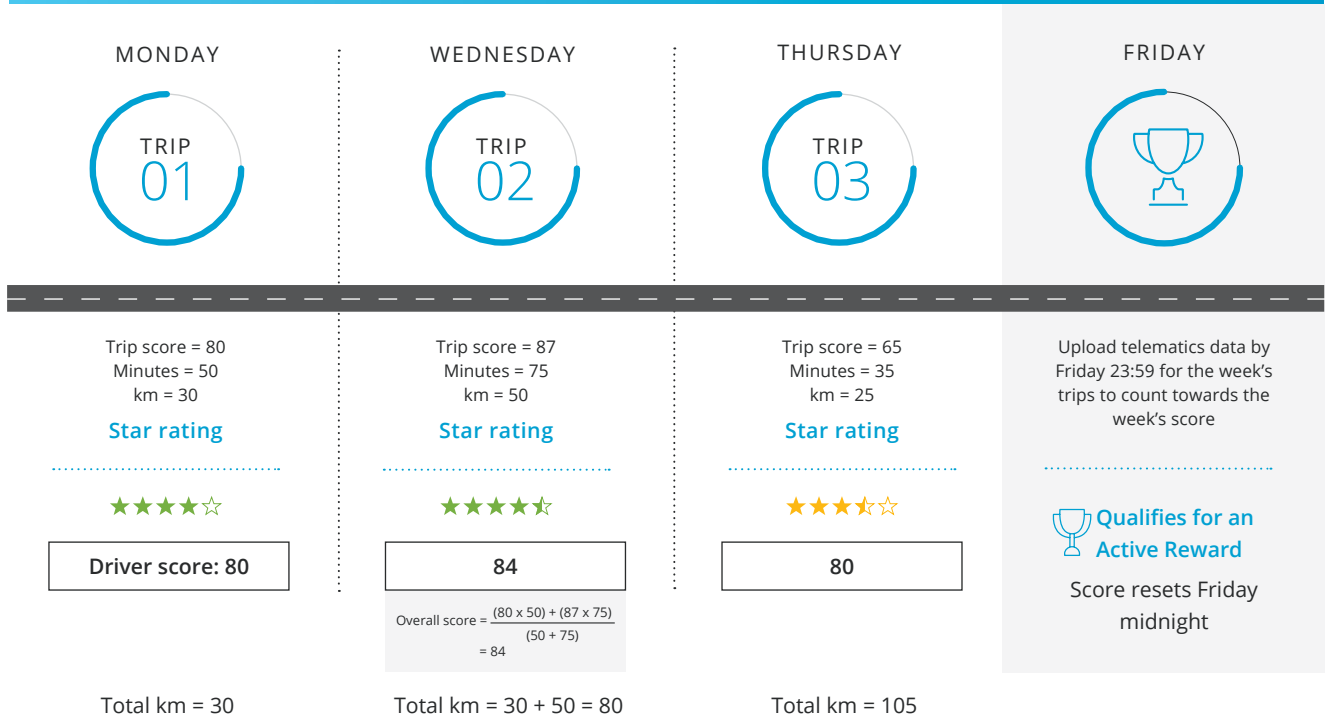 MONDAY
TRIP
01
Trip score = 80
Minutes = 50
km = 30
Star rating
Driver score: 80
Total km = 30
WEDNESDAY
TRIP
02
Trip score = 87
Minutes = 75
km = 50
Star rating
84
Overall score = (80 x 50) + (87 x 75)
(50 + 75)
= 84
Total km = 30 + 50 = 80
THURSDAY
TRIP
03
Trip score = 65
Minutes = 35
km = 25
Star rating
80
Total km = 105
FRIDAY
Upload telematics data by
Friday 23:59 for the week’s
trips to count towards the
week’s score
Qualifies for an
Active Reward
Score resets Friday
midnight